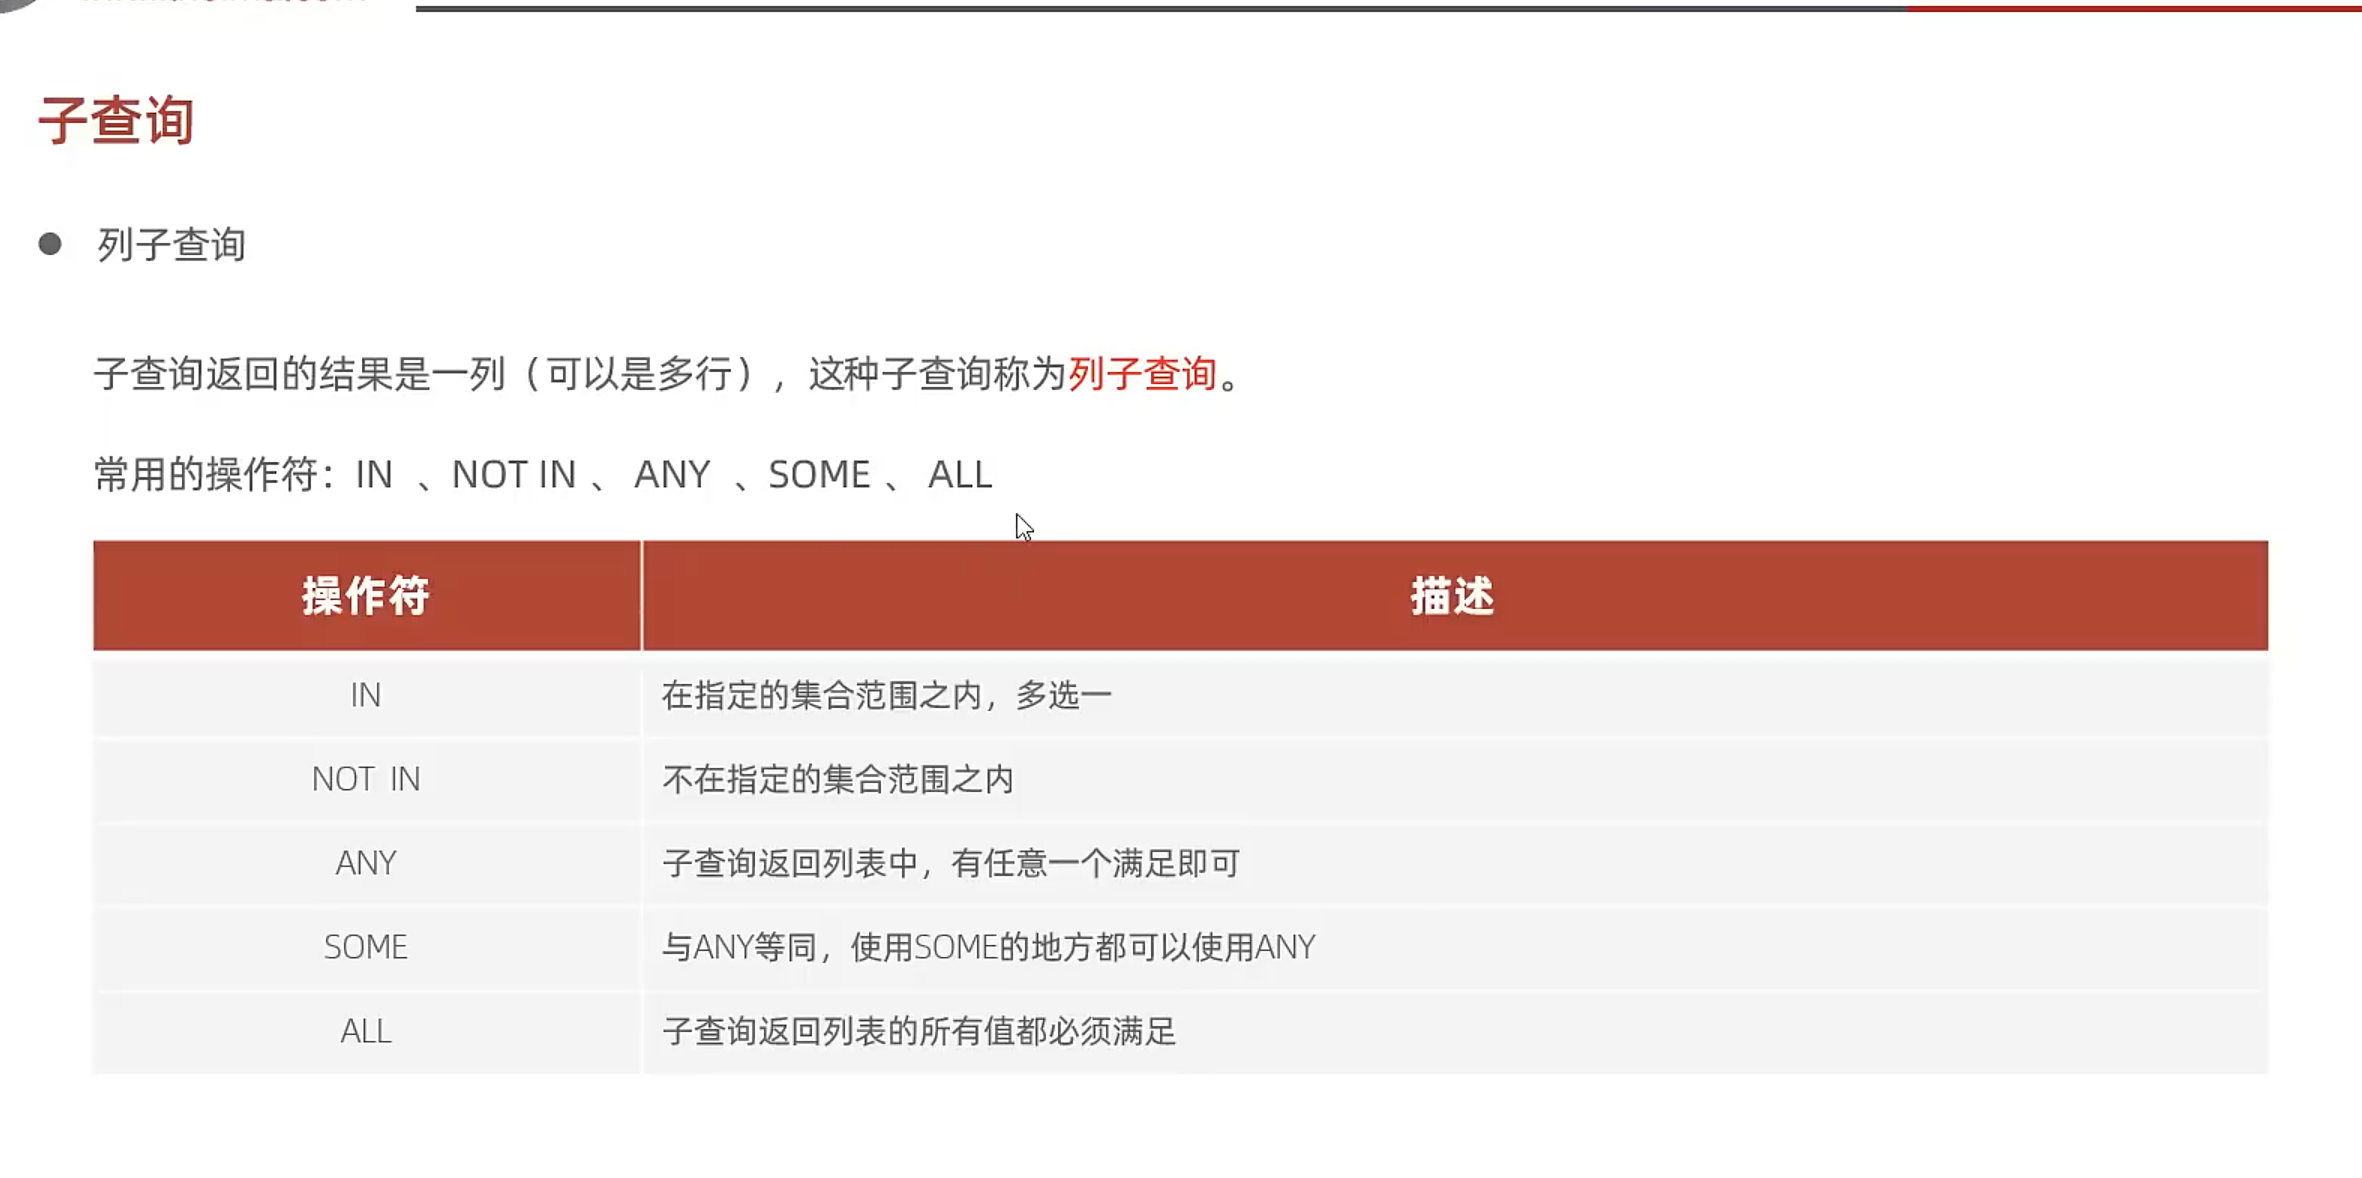 子查询
列子查询
子查询返回的结果是一列（可以是多行），这种子查询称为列子查询。
常用的操作符：IN 、NOT IN 、 ANY 、SOME 、 ALL
操作符 描述
IN 在指定的集合范围之内，多选一
NOT IN 不在指定的集合范围之内
ANY 子查询返回列表中，有任意一个满足即可
SOME 与ANY等同，使用SOME的地方都可以使用ANY
ALL 子查询返回列表的所有值都必须满足